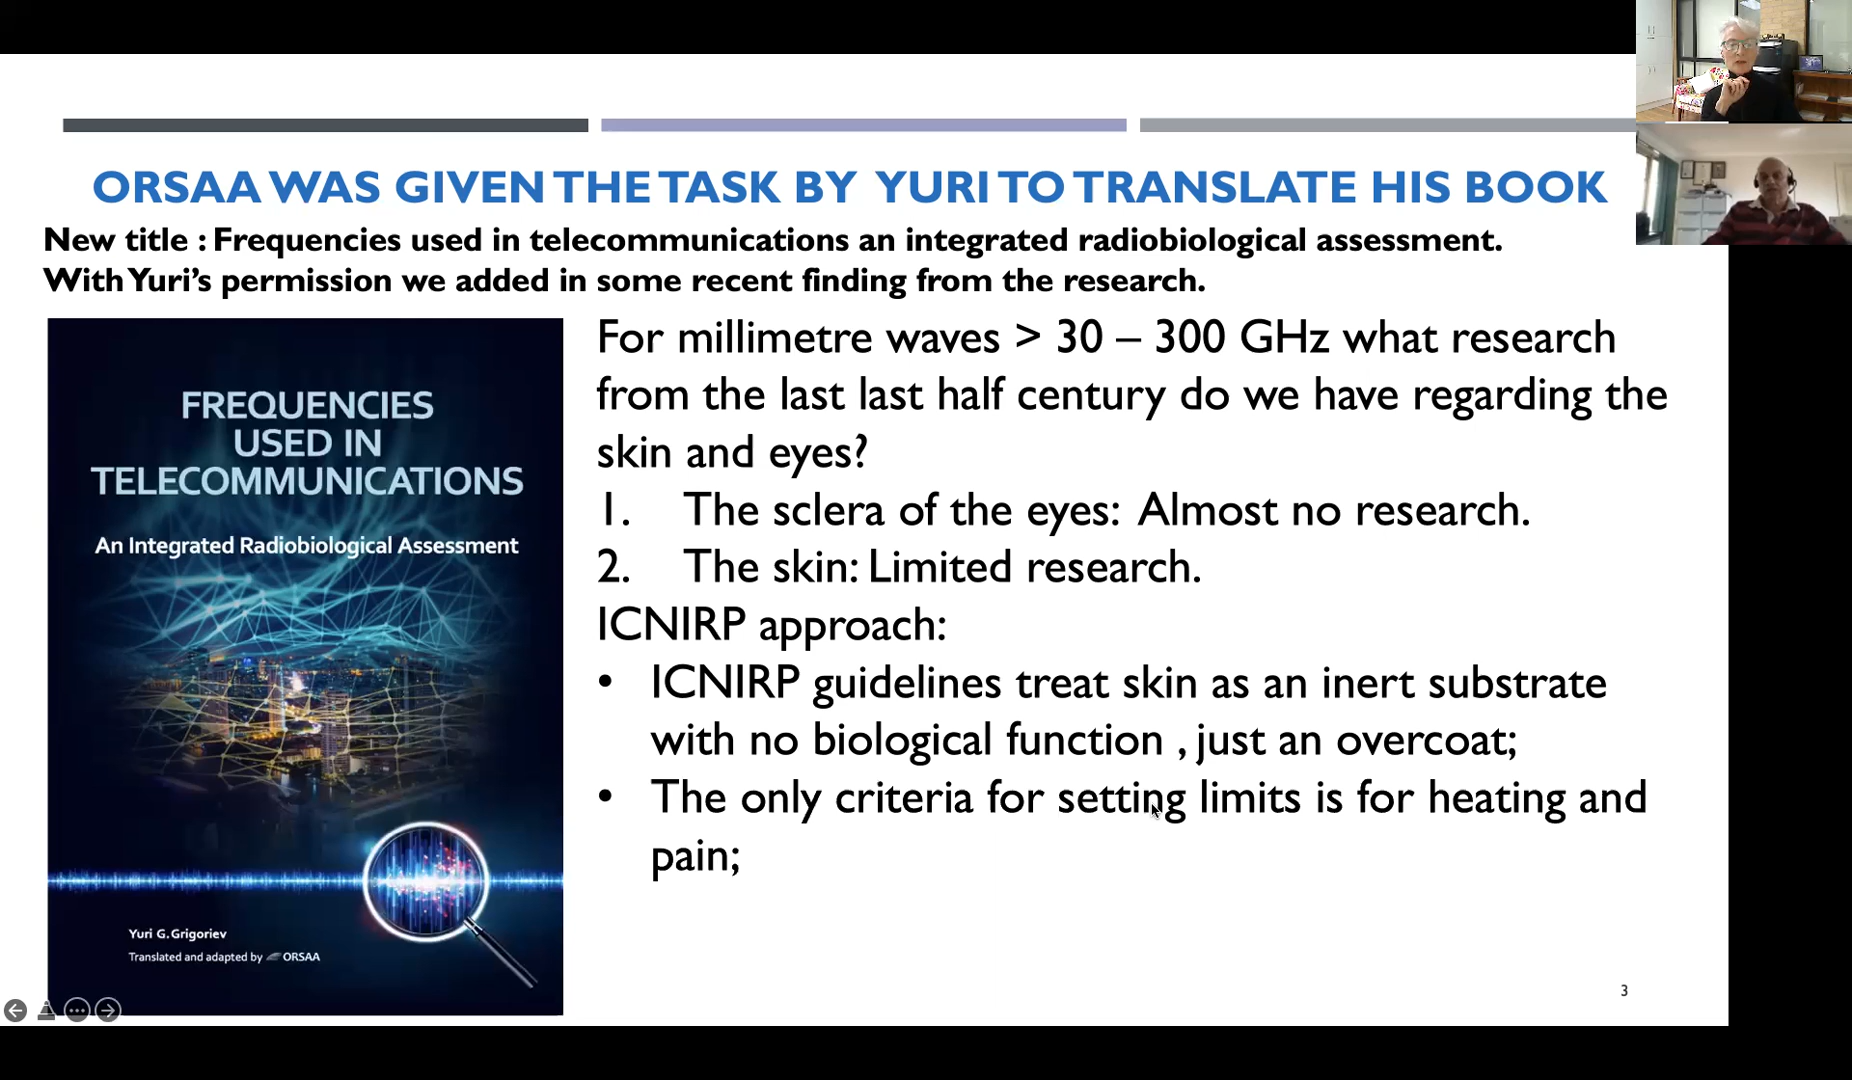 ORSAA WAS GIVEN THE TASK BY YURI TO TRANSLATE HIS BOOK
New title : Frequencies used in telecommunications an integrated radiobiological assessment.
With Yuri's permission we added in some recent finding from the research.
FREQUENCIES
USED IN
TELECOMMUNICATIONS
An Integrated Radiobiological Assessment
Yuri G. Grigoriev
Translated and adapted by ORSAA
For millimetre waves > 30 – 300 GHz what research
from the last last half century do we have regarding the
skin and eyes?
1. The sclera of the eyes: Almost no research.
2. The skin: Limited research.
ICNIRP approach:
• ICNIRP guidelines treat skin as an inert substrate
with no biological function , just an overcoat;
• The only criteria for setting limits is for heating and
pain;
3